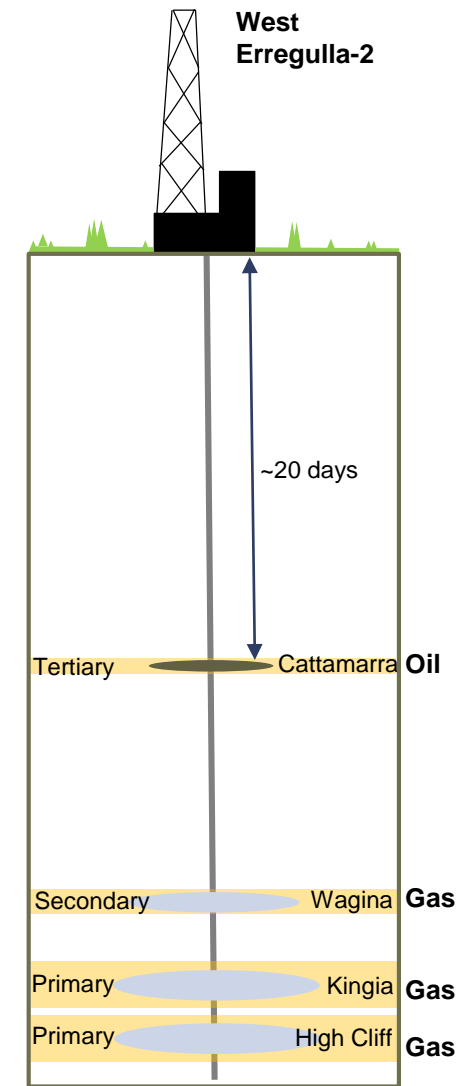 West
Erregulla-2
~20 days
Tertiary Cattamarra Oil
Secondary Wagina Gas
Primary Kingia Gas
Primary High Cliff Gas